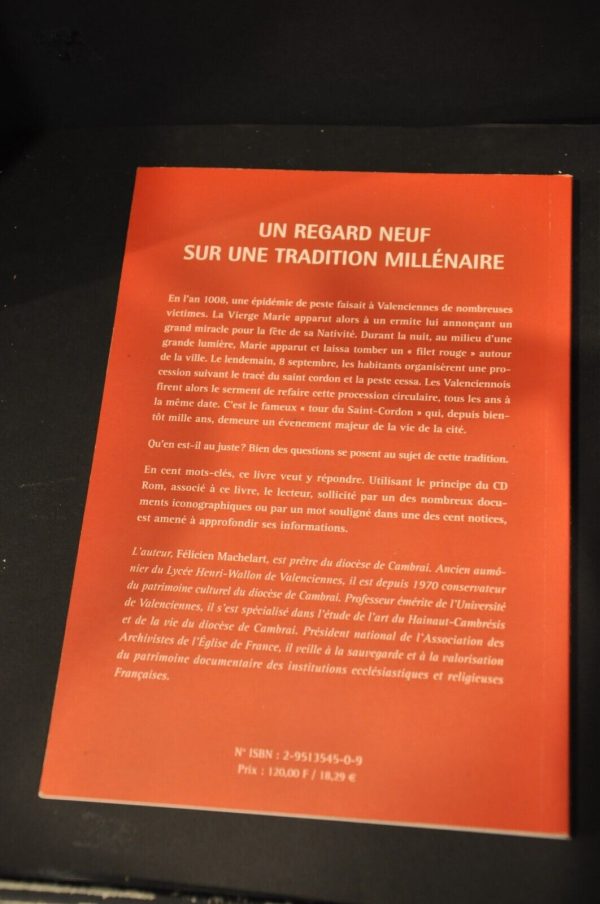 UN REGARD NEUF
SUR UNE TRADITION MILLÉNAIRE
En l'an 1008, une épidémie de peste faisait à Valenciennes de nombreuses
victimes. La Vierge Marie apparut alors à un ermite lui annonçant un
grand miracle pour la fête de sa Nativité. Durant la nuit, au milieu d'une
grande lumière, Marie apparut et laissa tomber un « filet rouge » autour
de la ville. Le lendemain, 8 septembre, les habitants organisèrent une pro-
cession suivant le tracé du saint cordon et la peste cessa. Les Valenciennois
firent alors le serment de refaire cette procession circulaire, tous les ans à
la même date. C'est le fameux « tour du Saint-Cordon » qui, depuis bien-
tôt mille ans, demeure un évenement majeur de la vie de la cité.
Qu'en est-il au juste ? Bien des questions se posent au sujet de cette tradition.
En cent mots-clés, ce livre veut y répondre. Utilisant le principe du CD
Rom, associé à ce livre, le lecteur, sollicité par un des nombreux docu-
ments iconographiques ou par un mot souligné dans une des cent notices,
est amené à approfondir ses informations.
L'auteur, Félicien Machelart, est prêtre du diocèse de Cambrai. Ancien aumô-
nier du Lycée Henri-Wallon de Valenciennes, il est depuis 1970 conservateur
du patrimoine culturel du diocèse de Cambrai. Professeur émérite de l'Université
de Valenciennes, il s'est spécialisé dans l'étude de l'art du Hainaut-Cambrésis
et de la vie du diocèse de Cambrai. Président national de l'Association des
Archivistes de l'Église de France, il veille à la sauvegarde et à la valorisation
du patrimoine documentaire des institutions ecclésiastiques et religieuses
Françaises.
N° ISBN : 2-9513545-0-9
Prix : 120,00 F / 18,29 €